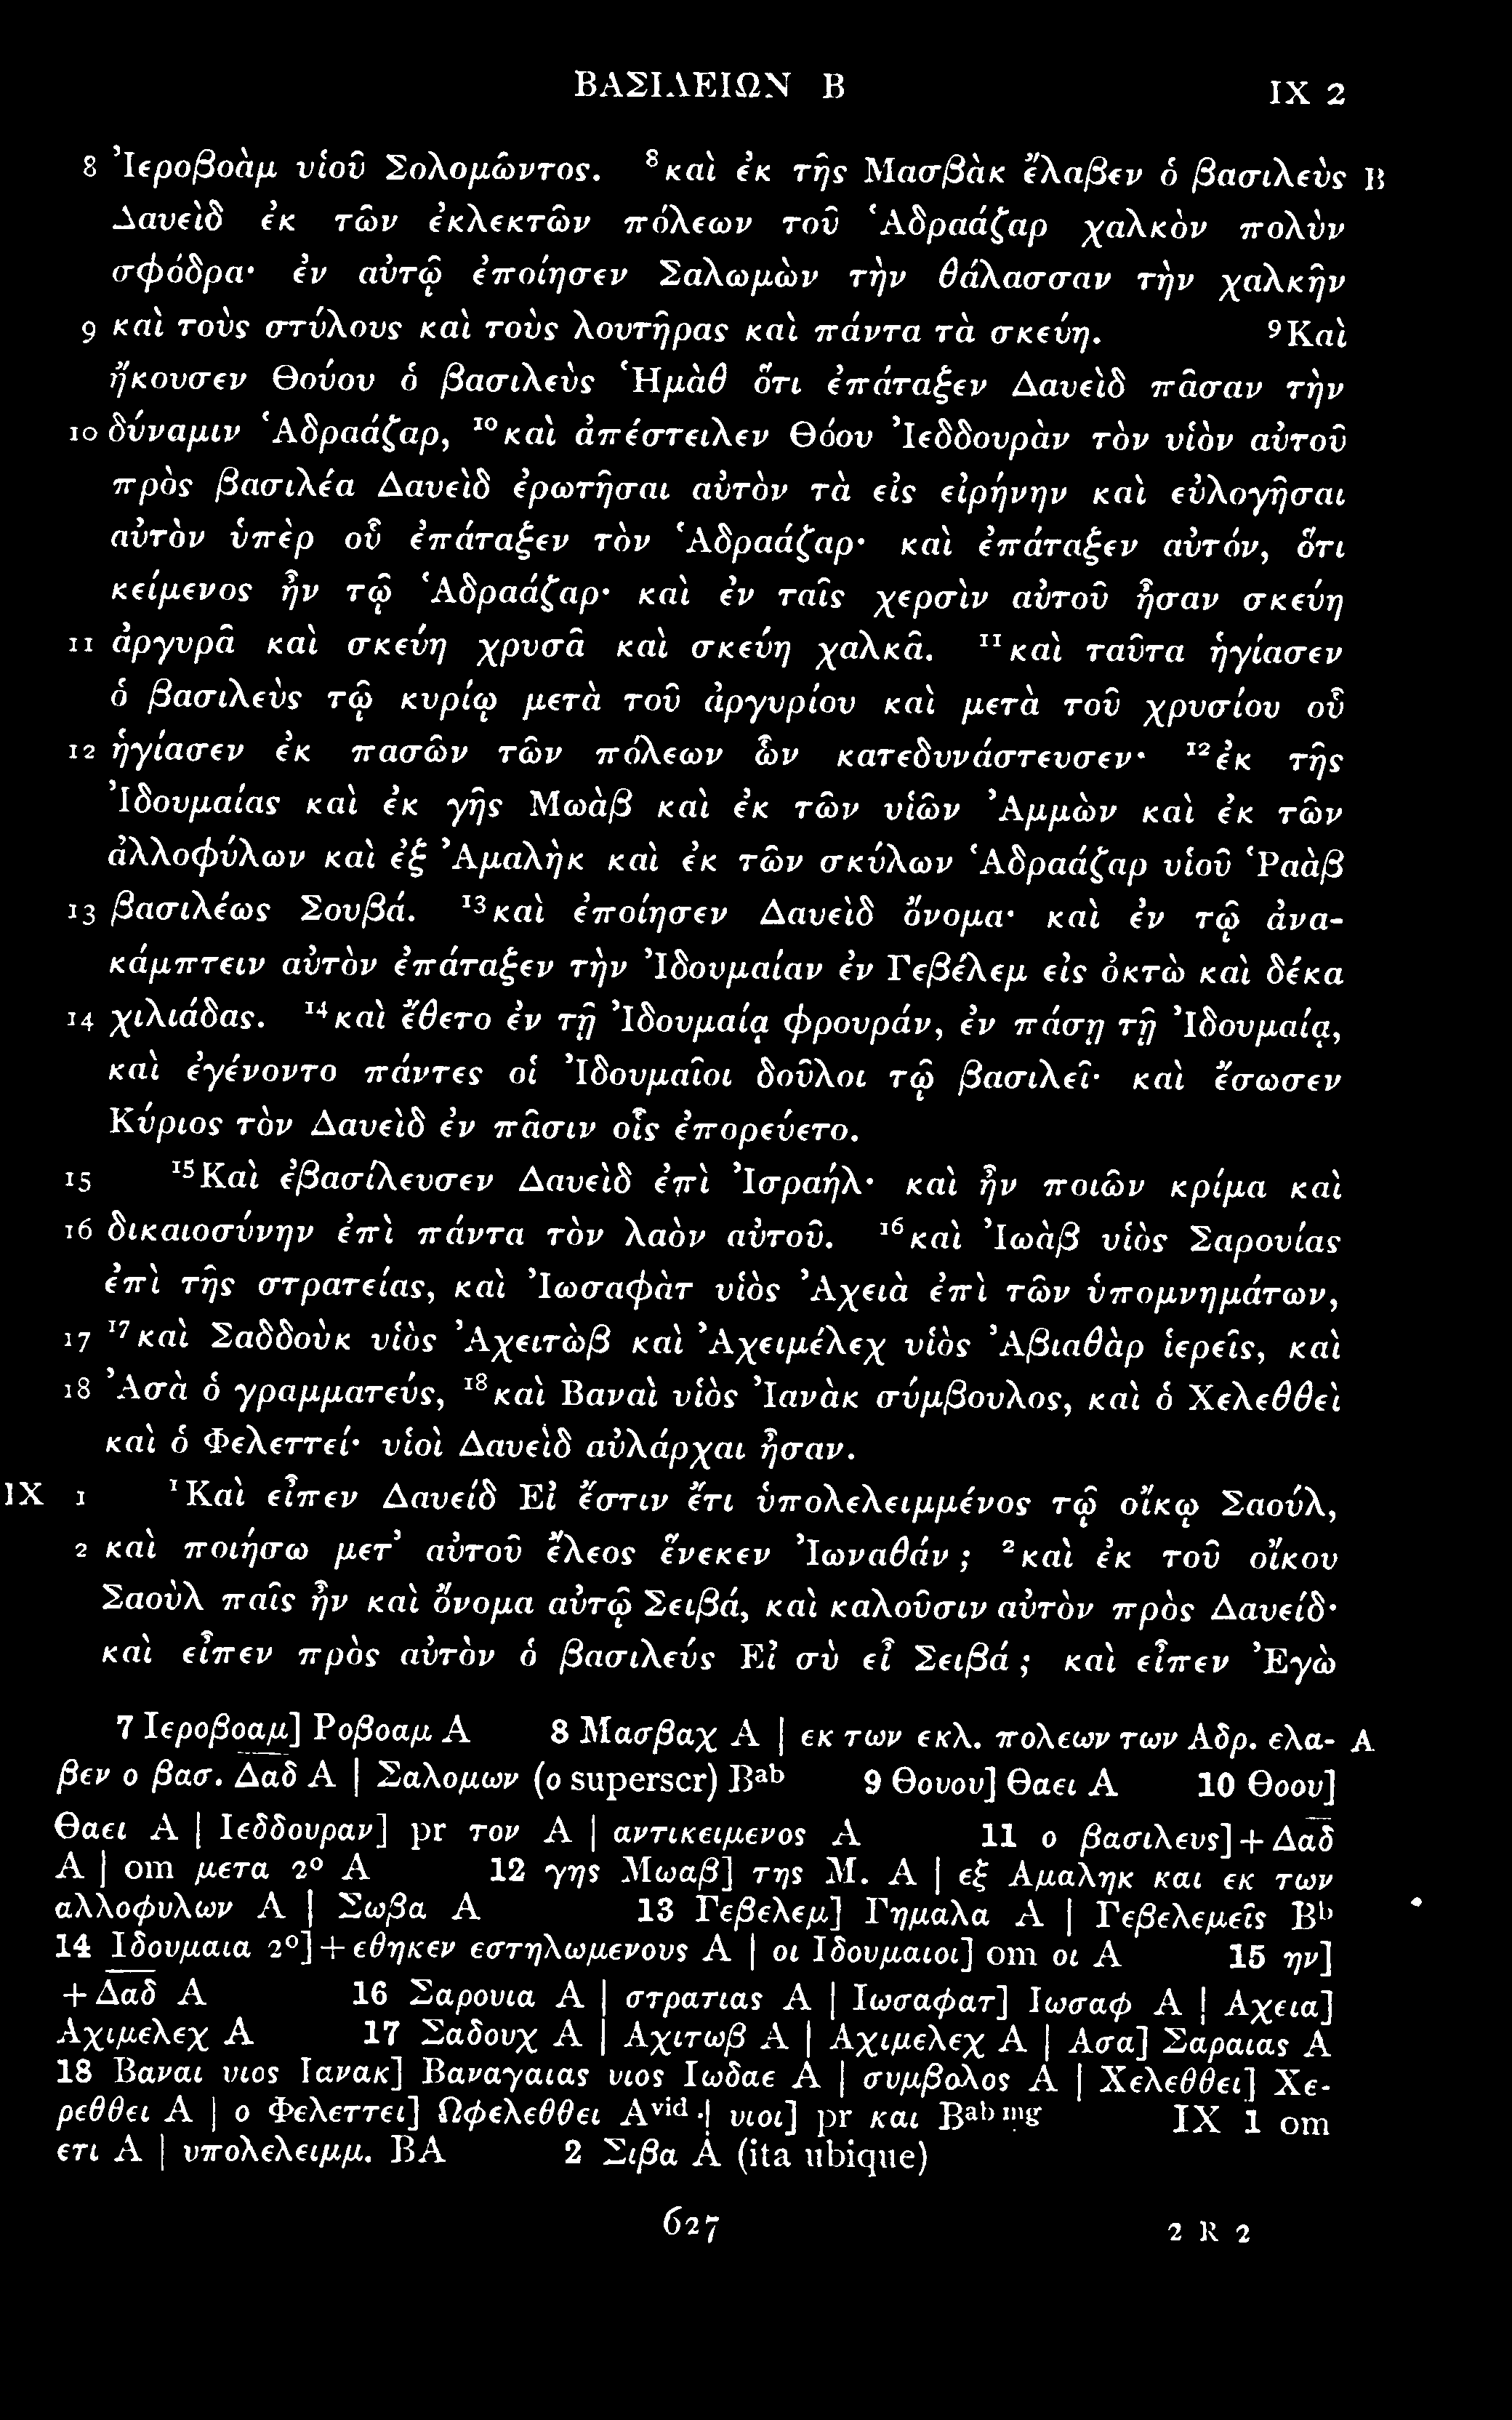 ΒΑΣΙΛΕΙΩΝ Β IX 2
8 Ἰεροβοὰμ υἱοῦ Σολομῶντος. ⁸καὶ ἐκ τῆς Μασβὰκ ἔλαβεν ὁ βασιλεὺς B
Δαυεὶδ ἐκ τῶν ἐκλεκτῶν πόλεων τοῦ Ἁδραάζαρ χαλκὸν πολὺν
σφόδρα· ἐν αὐτῷ ἐποίησεν Σαλωμὼν τὴν θάλασσαν τὴν χαλκῆν
9 καὶ τοὺς στύλους καὶ τοὺς λουτῆρας καὶ πάντα τὰ σκεύη. ⁹Καὶ
ἤκουσεν Θούου ὁ βασιλεὺς Ἡμὰθ ὅτι ἐπάταξεν Δαυεὶδ πᾶσαν τὴν
10 δύναμιν Ἁδραάζαρ, ¹⁰καὶ ἀπέστειλεν Θόου Ἰεδδουρὰν τὸν υἱὸν αὐτοῦ
πρὸς βασιλέα Δαυεὶδ ἐρωτῆσαι αὐτὸν τὰ εἰς εἰρήνην καὶ εὐλογῆσαι
αὐτὸν ὑπὲρ οὗ ἐπάταξεν τὸν Ἁδραάζαρ· καὶ ἐπάταξεν αὐτόν, ὅτι
κείμενος ἦν τῷ Ἁδραάζαρ· καὶ ἐν ταῖς χερσὶν αὐτοῦ ἦσαν σκεύη
11 ἀργυρᾶ καὶ σκεύη χρυσᾶ καὶ σκεύη χαλκᾶ. ¹¹καὶ ταῦτα ἡγίασεν
ὁ βασιλεὺς τῷ κυρίῳ μετὰ τοῦ ἀργυρίου καὶ μετὰ τοῦ χρυσίου οὗ
12 ἡγίασεν ἐκ πασῶν τῶν πόλεων ὧν κατεδυνάστευσεν· ¹²ἐκ τῆς
Ἰδουμαίας καὶ ἐκ γῆς Μωὰβ καὶ ἐκ τῶν υἱῶν Ἀμμὼν καὶ ἐκ τῶν
ἀλλοφύλων καὶ ἐξ Ἀμαλὴκ καὶ ἐκ τῶν σκύλων Ἁδραάζαρ υἱοῦ Ῥαὰβ
13 βασιλέως Σουβά. ¹³καὶ ἐποίησεν Δαυεὶδ ὄνομα· καὶ ἐν τῷ ἀνα-
κάμπτειν αὐτὸν ἐπάταξεν τὴν Ἰδουμαίαν ἐν Γεβέλεμ εἰς ὀκτὼ καὶ δέκα
14 χιλιάδας. ¹⁴καὶ ἔθετο ἐν τῇ Ἰδουμαίᾳ φρουράν, ἐν πάσῃ τῇ Ἰδουμαίᾳ,
καὶ ἐγένοντο πάντες οἱ Ἰδουμαῖοι δοῦλοι τῷ βασιλεῖ· καὶ ἔσωσεν
Κύριος τὸν Δαυεὶδ ἐν πᾶσιν οἷς ἐπορεύετο.
15 ¹⁵Καὶ ἐβασίλευσεν Δαυεὶδ ἐπὶ Ἰσραήλ· καὶ ἦν ποιῶν κρίμα καὶ
16 δικαιοσύνην ἐπὶ πάντα τὸν λαὸν αὐτοῦ. ¹⁶καὶ Ἰωὰβ υἱὸς Σαρουίας
ἐπὶ τῆς στρατείας, καὶ Ἰωσαφὰτ υἱὸς Ἀχειὰ ἐπὶ τῶν ὑπομνημάτων,
17 ¹⁷καὶ Σαδδοὺκ υἱὸς Ἀχειτὼβ καὶ Ἀχειμέλεχ υἱὸς Ἀβιαθὰρ ἱερεῖς, καὶ
18 Ἀσὰ ὁ γραμματεύς, ¹⁸καὶ Βαναὶ υἱὸς Ἰανὰκ σύμβουλος, καὶ ὁ Χελεθθεὶ
καὶ ὁ Φελεττεί· υἱοὶ Δαυεὶδ αὐλάρχαι ἦσαν.
IX 1 ¹Καὶ εἶπεν Δαυείδ Εἰ ἔστιν ἔτι ὑπολελειμμένος τῷ οἴκῳ Σαούλ,
2 καὶ ποιήσω μετ’ αὐτοῦ ἔλεος ἕνεκεν Ἰωναθάν; ²καὶ ἐκ τοῦ οἴκου
Σαοὺλ παῖς ἦν καὶ ὄνομα αὐτῷ Σειβά, καὶ καλοῦσιν αὐτὸν πρὸς Δαυείδ·
καὶ εἶπεν πρὸς αὐτὸν ὁ βασιλεύς Εἰ σὺ εἶ Σειβά; καὶ εἶπεν Ἐγὼ
7 Ιεροβοαμ] Ροβοαμ A 8 Μασβαχ A | εκ των εκλ. πολεων των Αδρ. ελα- A
βεν ο βασ. Δαδ A | Σαλομων (ο superscr) Bᵃᵇ 9 Θουου] Θαει A 10 Θοου]
Θαει A | Ιεδδουραν] pr τον A | αντικειμενος A 11 ο βασιλευς] + Δαδ
A | om μετα 2° A 12 γης Μωαβ] της Μ. A | εξ Αμαληκ και εκ των
αλλοφυλων A | Σωβα A 13 Γεβελεμ] Γημαλα A | Γεβελεμεῖς Bᵇ
14 Ιδουμαια 2°] + εθηκεν εστηλωμενους A | οι Ιδουμαιοι] om οι A 15 ην]
+ Δαδ A 16 Σαρουια A | στρατιας A | Ιωσαφατ] Ιωσαφ A | Αχεια]
Αχιμελεχ A 17 Σαδουχ A | Αχιτωβ A | Αχιμελεχ A | Ασα] Σαραιας A
18 Βαναι υιος Ιανακ] Βαναγαιας υιος Ιωδαε A | συμβολος A | Χελεθθει] Χε-
ρεθθει A | ο Φελεττει] Ωφελεθθει Aᵛⁱᵈ | υιοι] pr και Bᵃᵇ ᵐᵍ IX 1 om
ετι A | υπολελειμμ. BA 2 Σιβα A (ita ubique)
627 2 R 2